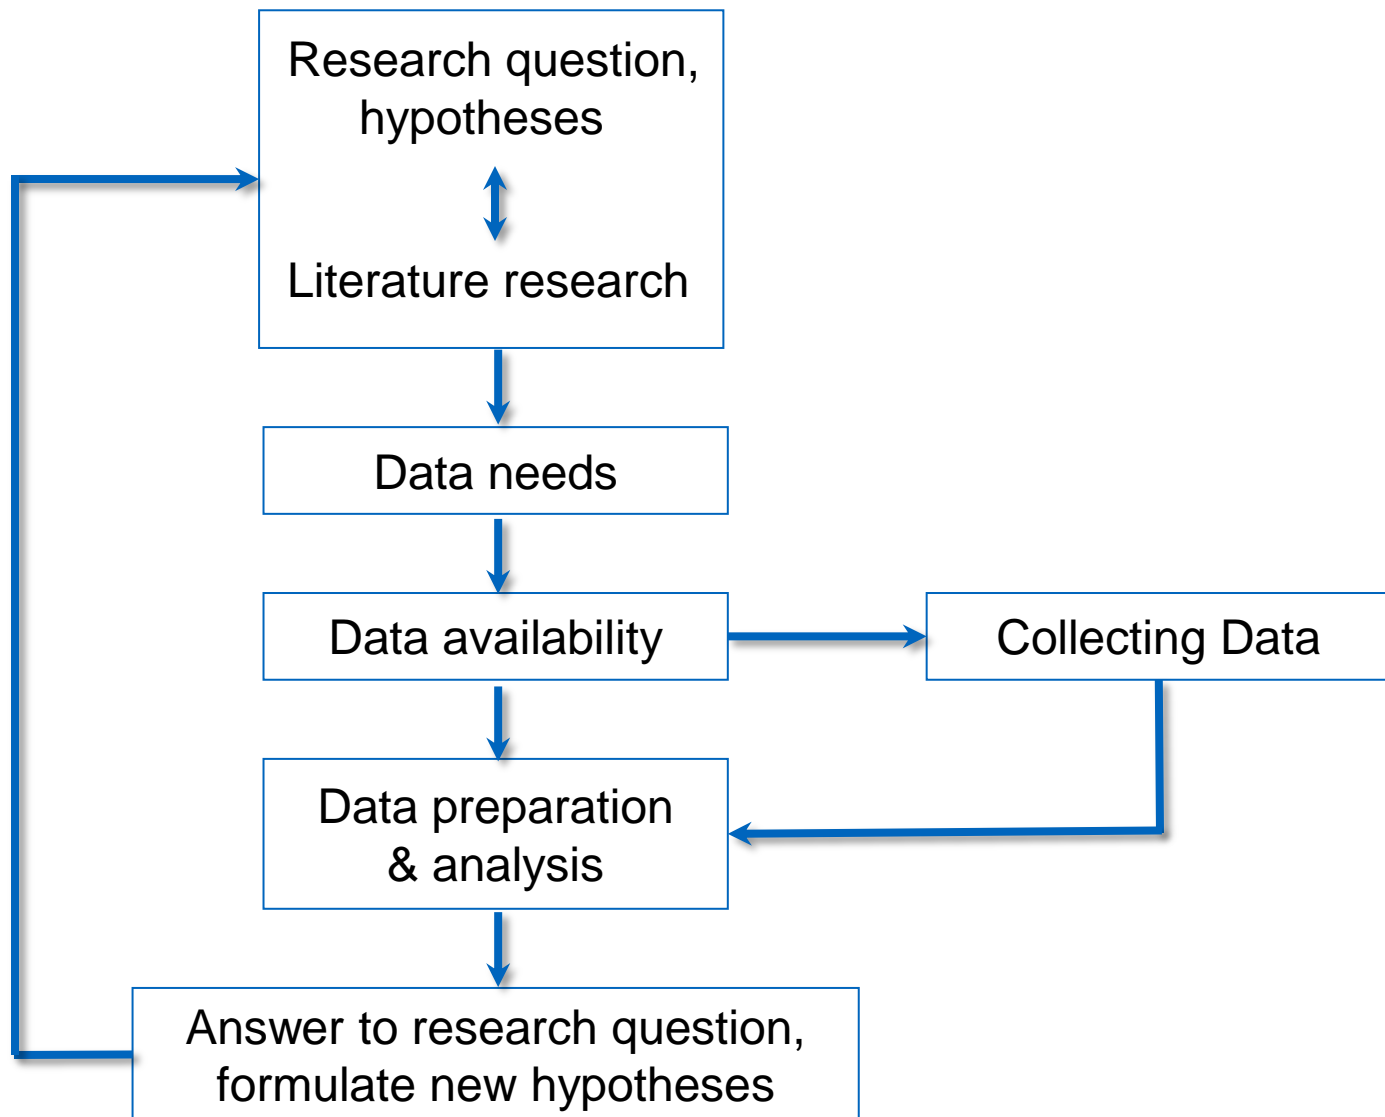 Research question,
hypotheses
Literature research
Data needs
Data availability
Collecting Data
Data preparation
& analysis
Answer to research question,
formulate new hypotheses